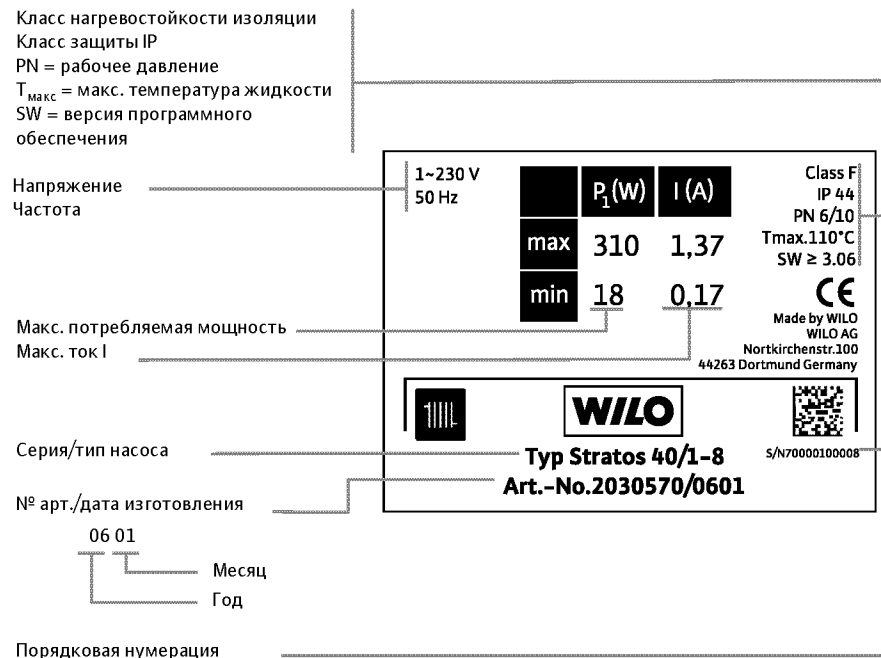 Класс нагревостойкости изоляции
Класс защиты IP
PN = рабочее давление
Tмакс = макс. температура жидкости
SW = версия программного
обеспечения
Напряжение
Частота
1~230 V
50 Hz
P1(W) I (A)
max 310 1,37
min 18 0,17
Class F
IP 44
PN 6/10
Tmax.110°C
SW ≥ 3.06
CE
Made by WILO
WILO AG
Nortkirchenstr.100
44263 Dortmund Germany
Макс. потребляемая мощность
Макс. ток I
WILO
Серия/тип насоса
Typ Stratos 40/1-8
S/N70000100008
Art.-No.2030570/0601
№ арт./дата изготовления
06 01
Месяц
Год
Порядковая нумерация